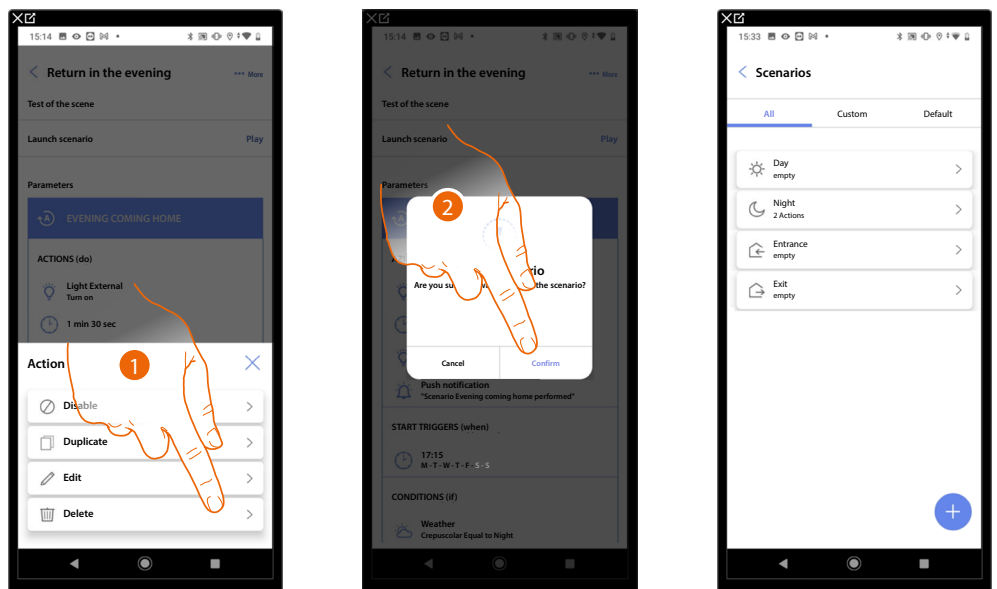 15:14
Return in the evening
••• More
Test of the scene
Launch scenario
Play
Parameters
EVENING COMING HOME
ACTIONS (do)
Light External
Turn on
1 min 30 sec
Action
1
Disable
Duplicate
Edit
Delete
15:14
Return in the evening
••• More
Test of the scene
Launch scenario
Play
Parameters
2
Are you su
the scenario?
Cancel
Confirm
Push notification
"Scenario Evening coming home performed"
START TRIGGERS (when)
17:15
M - T - W - T - F - S - S
CONDITIONS (if)
Weather
Crepuscolar Equal to Night
15:33
Scenarios
All
Custom
Default
Day
empty
Night
2 Actions
Entrance
empty
Exit
empty